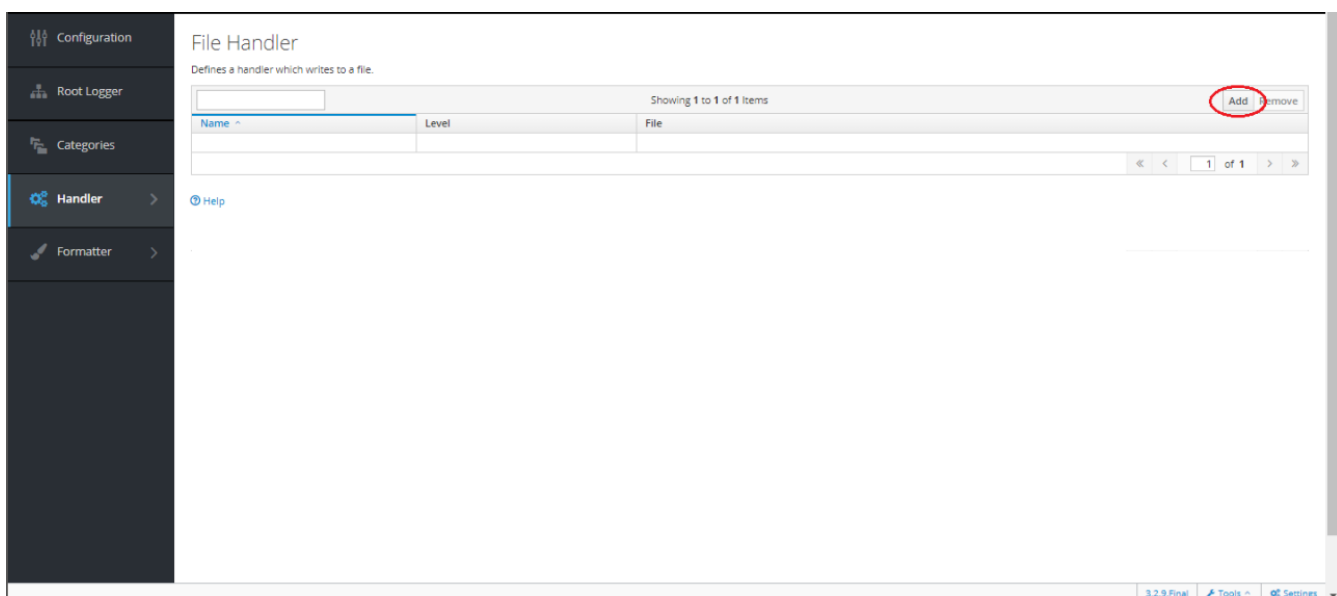 Configuration
Root Logger
Categories
Handler
Formatter
File Handler
Defines a handler which writes to a file.
Showing 1 to 1 of 1 Items
Add Remove
Name Level File
1 of 1
Help
3.2.9.Final Tools Settings